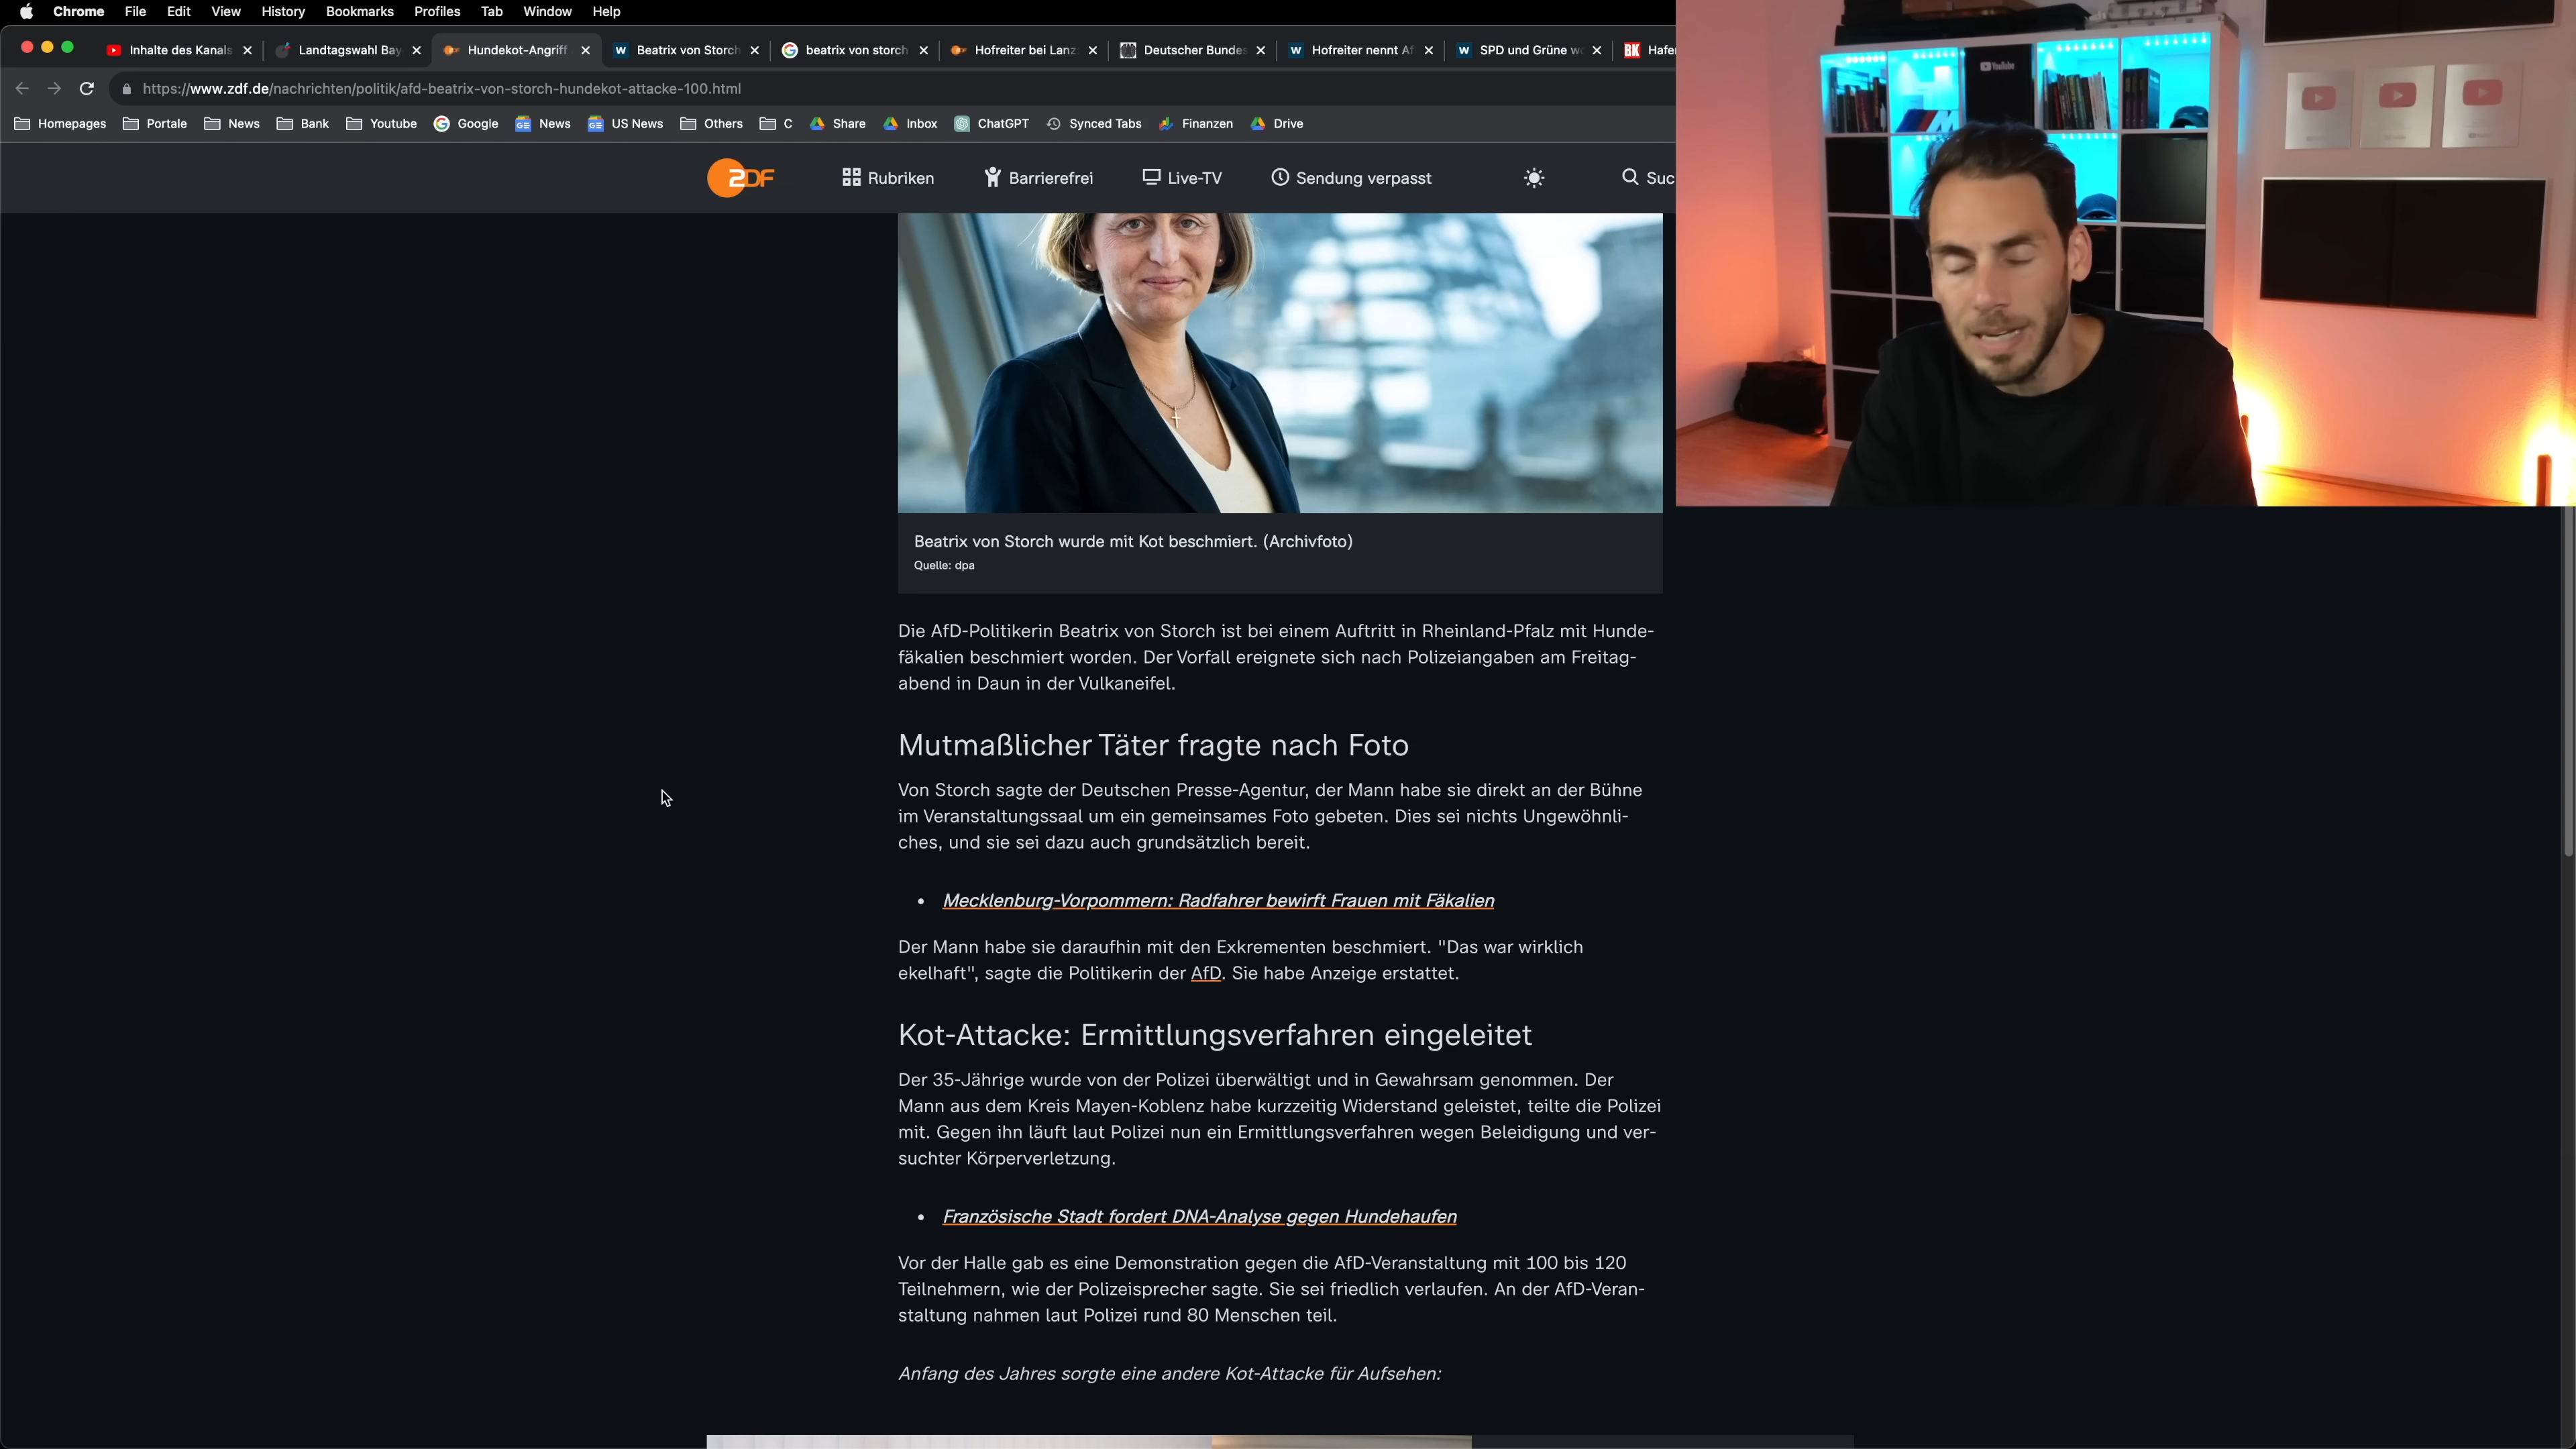 Chrome File Edit View History Bookmarks Profiles Tab Window Help
Inhalte des Kanals
Landtagswahl Bay
Hundekot-Angriff
Beatrix von Storch
beatrix von storch
Hofreiter bei Lanz:
Deutscher Bundes
Hofreiter nennt Af
SPD und Grüne w
BK Hafe
https://www.zdf.de/nachrichten/politik/afd-beatrix-von-storch-hundekot-attacke-100.html
Homepages Portale News Bank Youtube Google News US News Others C Share Inbox ChatGPT Synced Tabs Finanzen Drive
ZDF Rubriken Barrierefrei Live-TV Sendung verpasst Suc
YouTube
Beatrix von Storch wurde mit Kot beschmiert. (Archivfoto)
Quelle: dpa
Die AfD-Politikerin Beatrix von Storch ist bei einem Auftritt in Rheinland-Pfalz mit Hunde-
fäkalien beschmiert worden. Der Vorfall ereignete sich nach Polizeiangaben am Freitag-
abend in Daun in der Vulkaneifel.
Mutmaßlicher Täter fragte nach Foto
Von Storch sagte der Deutschen Presse-Agentur, der Mann habe sie direkt an der Bühne
im Veranstaltungssaal um ein gemeinsames Foto gebeten. Dies sei nichts Ungewöhnli-
ches, und sie sei dazu auch grundsätzlich bereit.
Mecklenburg-Vorpommern: Radfahrer bewirft Frauen mit Fäkalien
Der Mann habe sie daraufhin mit den Exkrementen beschmiert. "Das war wirklich
ekelhaft", sagte die Politikerin der AfD. Sie habe Anzeige erstattet.
Kot-Attacke: Ermittlungsverfahren eingeleitet
Der 35-Jährige wurde von der Polizei überwältigt und in Gewahrsam genommen. Der
Mann aus dem Kreis Mayen-Koblenz habe kurzzeitig Widerstand geleistet, teilte die Polizei
mit. Gegen ihn läuft laut Polizei nun ein Ermittlungsverfahren wegen Beleidigung und ver-
suchter Körperverletzung.
Französische Stadt fordert DNA-Analyse gegen Hundehaufen
Vor der Halle gab es eine Demonstration gegen die AfD-Veranstaltung mit 100 bis 120
Teilnehmern, wie der Polizeisprecher sagte. Sie sei friedlich verlaufen. An der AfD-Veran-
staltung nahmen laut Polizei rund 80 Menschen teil.
Anfang des Jahres sorgte eine andere Kot-Attacke für Aufsehen: